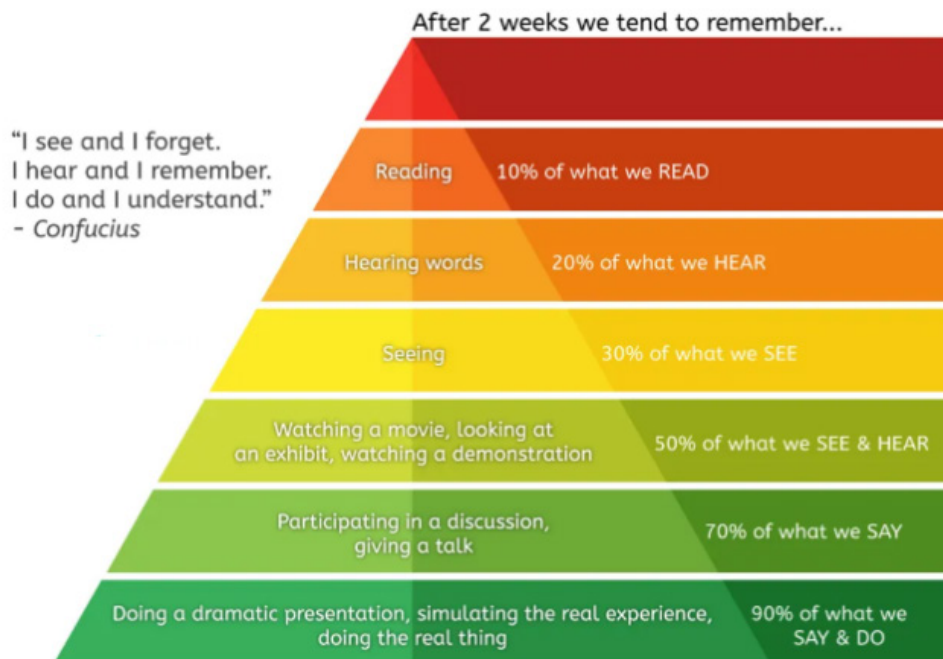 After 2 weeks we tend to remember...
“I see and I forget.
I hear and I remember.
I do and I understand.”
- Confucius
Reading
10% of what we READ
Hearing words
20% of what we HEAR
Seeing
30% of what we SEE
Watching a movie, looking at
an exhibit, watching a demonstration
50% of what we SEE & HEAR
Participating in a discussion,
giving a talk
70% of what we SAY
Doing a dramatic presentation, simulating the real experience,
doing the real thing
90% of what we
SAY & DO